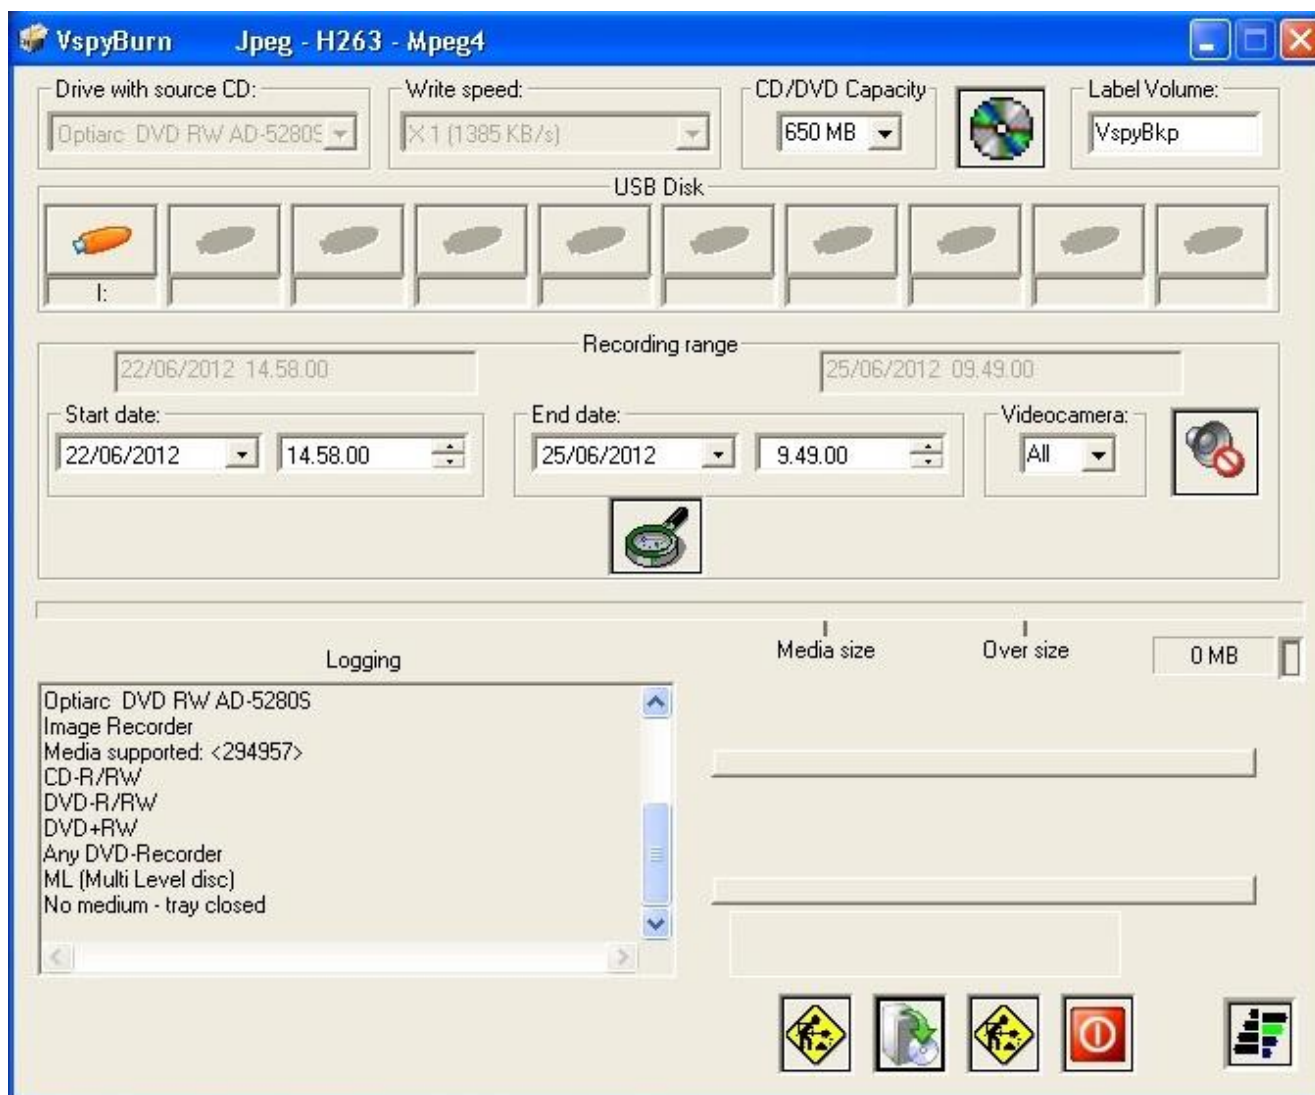 VspyBurn Jpeg - H263 - Mpeg4
Drive with source CD: Write speed: CD/DVD Capacity Label Volume:
Optiarc DVD RW AD-5280S X 1 (1385 KB/s) 650 MB VspyBkp
USB Disk
I:
Recording range
22/06/2012 14.58.00 25/06/2012 09.49.00
Start date: End date: Videocamera:
22/06/2012 14.58.00 25/06/2012 9.49.00 All
Media size Over size 0 MB
Logging
Optiarc DVD RW AD-5280S
Image Recorder
Media supported: <294957>
CD-R/RW
DVD-R/RW
DVD+RW
Any DVD-Recorder
ML (Multi Level disc)
No medium - tray closed